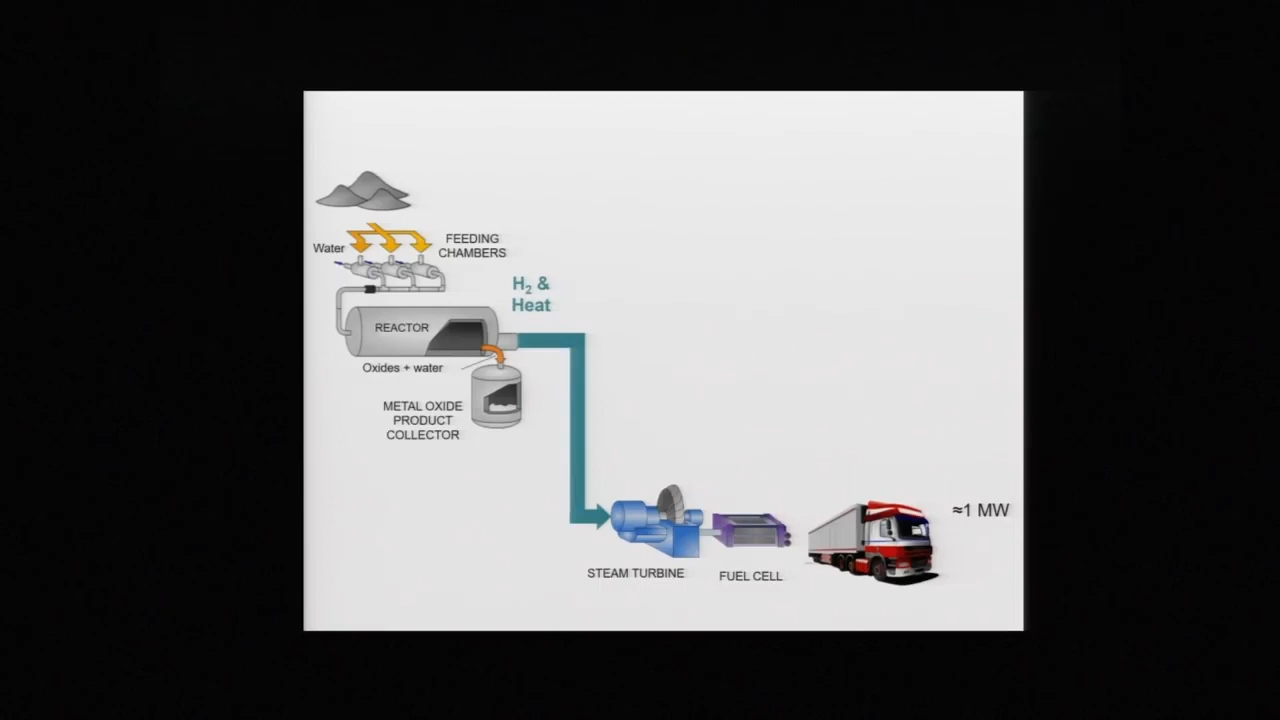 Water
FEEDING
CHAMBERS
H₂ &
Heat
REACTOR
Oxides + water
METAL OXIDE
PRODUCT
COLLECTOR
≈1 MW
STEAM TURBINE
FUEL CELL